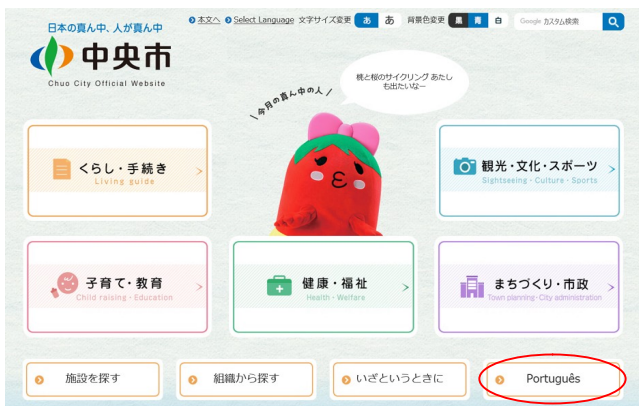 日本の真ん中、人が真ん中
中央市
Chuo City Official Website
本文へ Select Language 文字サイズ変更 あ あ 背景色変更 黒 青 白 Google カスタム検索
今月の真ん中の人
桃と桜のサイクリング あたし
も出たいなー
くらし・手続き
Living guide
観光・文化・スポーツ
Sightseeing・Culture・Sports
子育て・教育
Child raising・Education
健康・福祉
Health・Welfare
まちづくり・市政
Town planning・City administration
施設を探す
組織から探す
いざというときに
Português